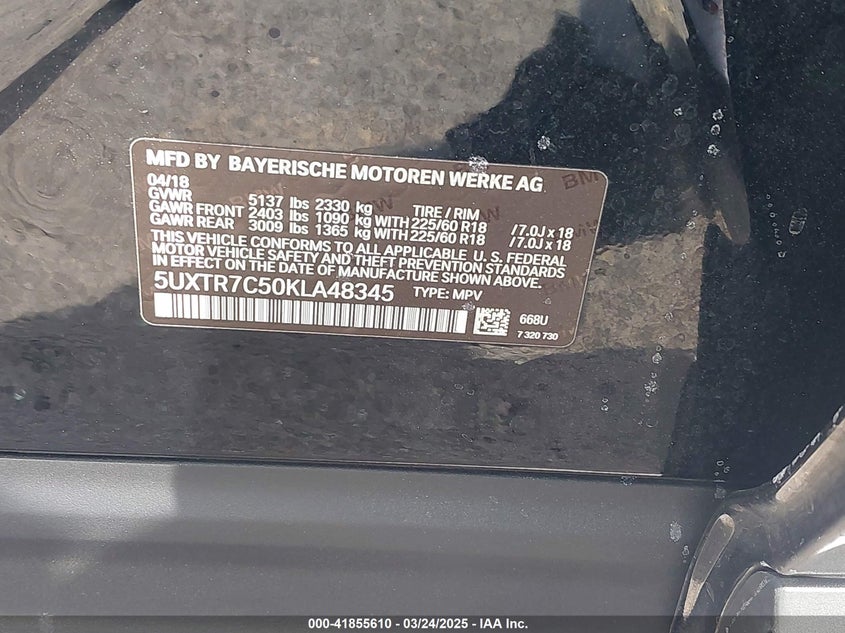 MFD BY BAYERISCHE MOTOREN WERKE AG
04/18
GVWR 5137 lbs 2330 kg TIRE / RIM
GAWR FRONT 2403 lbs 1090 kg WITH 225/60 R18 /7.0J x 18
GAWR REAR 3009 lbs 1365 kg WITH 225/60 R18 /7.0J x 18
THIS VEHICLE CONFORMS TO ALL APPLICABLE U. S. FEDERAL
MOTOR VEHICLE SAFETY AND THEFT PREVENTION STANDARDS
IN EFFECT ON THE DATE OF MANUFACTURE SHOWN ABOVE.
5UXTR7C50KLA48345 TYPE: MPV
668U
7 320 730
000-41855610 - 03/24/2025 - IAA Inc.